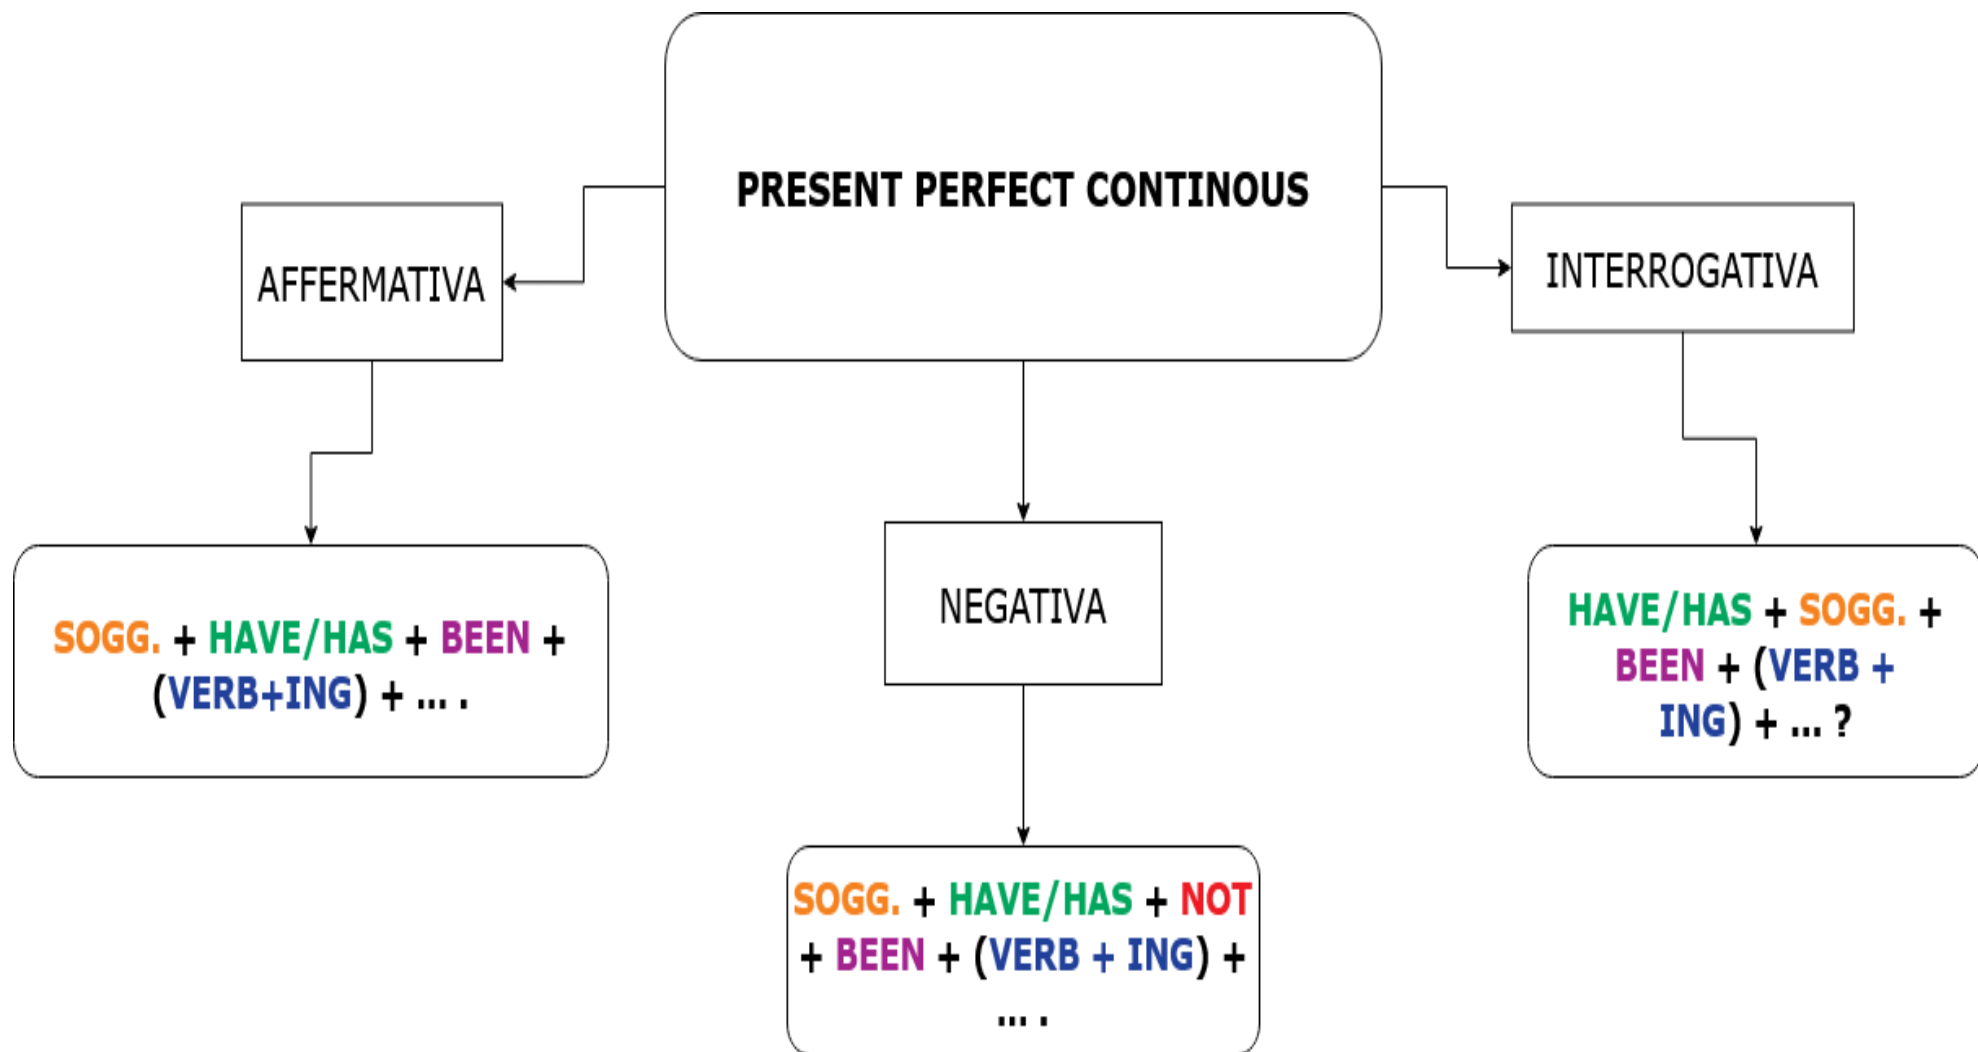 PRESENT PERFECT CONTINOUS
AFFERMATIVA
SOGG. + HAVE/HAS + BEEN +
(VERB+ING) + ... .
NEGATIVA
SOGG. + HAVE/HAS + NOT
+ BEEN + (VERB + ING) +
... .
INTERROGATIVA
HAVE/HAS + SOGG. +
BEEN + (VERB +
ING) + ... ?